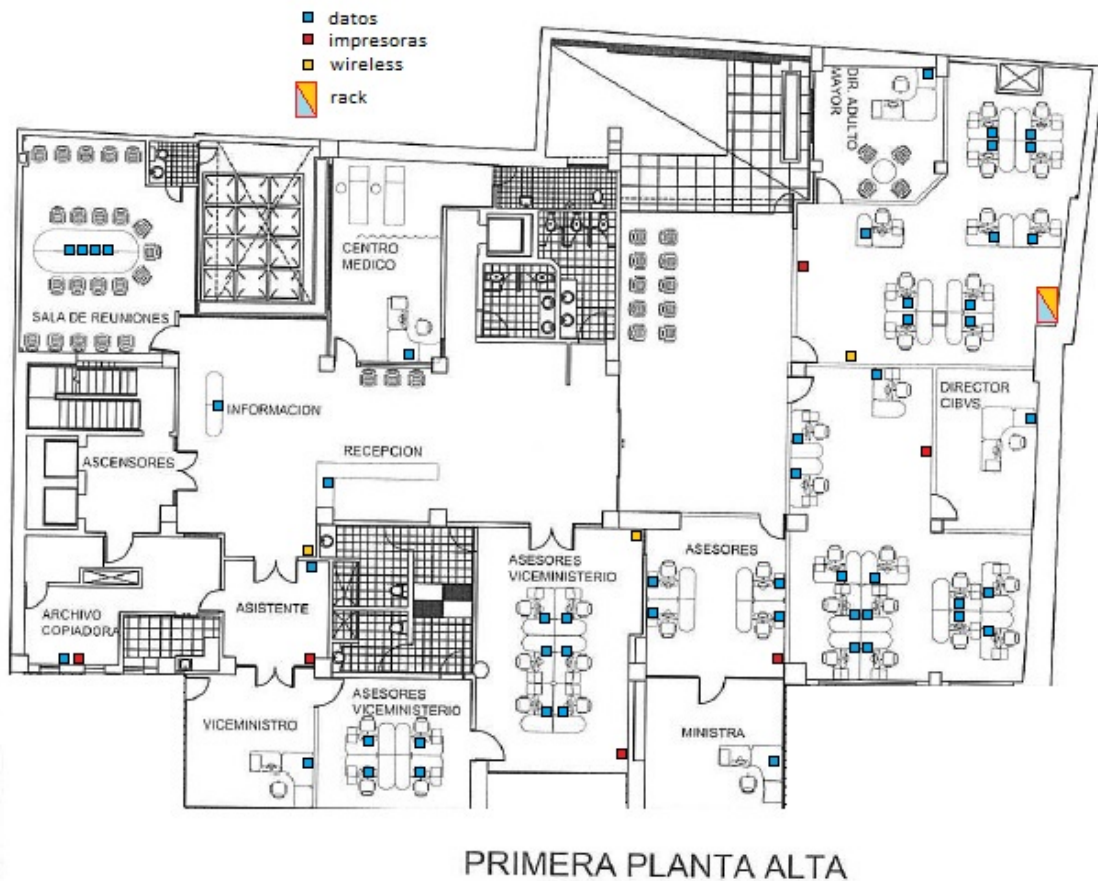 datos
impresoras
wireless
rack
DIR. ADULTO
MAYOR
CENTRO
MEDICO
SALA DE REUNIONES
INFORMACION
DIRECTOR
CIBVS
RECEPCION
ASCENSORES
ASESORES
VICEMINISTERIO
ASESORES
ASISTENTE
ARCHIVO
COPIADORA
ASESORES
VICEMINISTERIO
VICEMINISTRO
MINISTRA
PRIMERA PLANTA ALTA